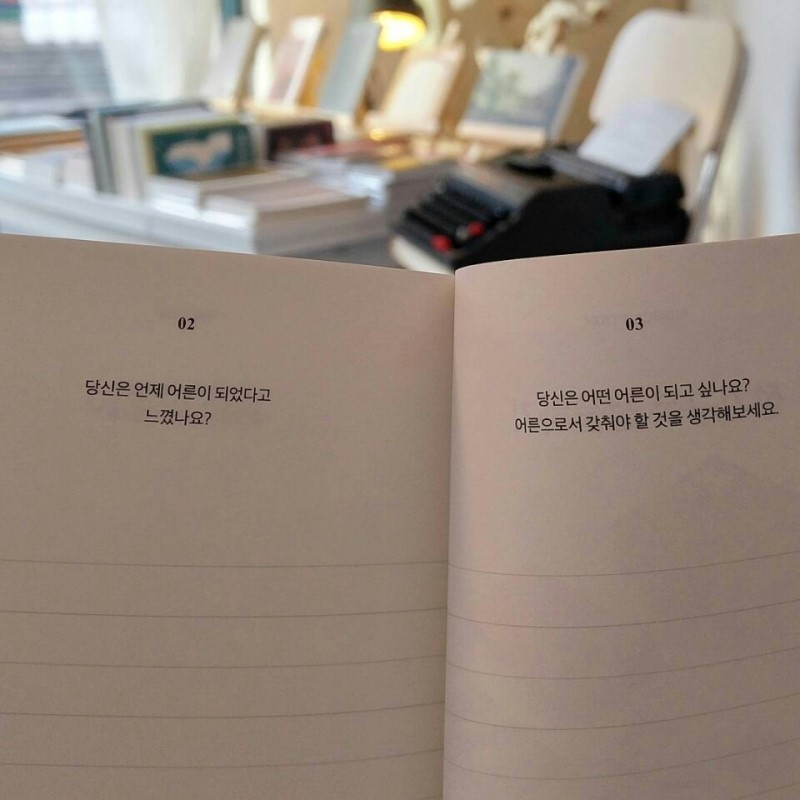 02
당신은 언제 어른이 되었다고
느꼈나요?
03
당신은 어떤 어른이 되고 싶나요?
어른으로서 갖춰야 할 것을 생각해보세요.